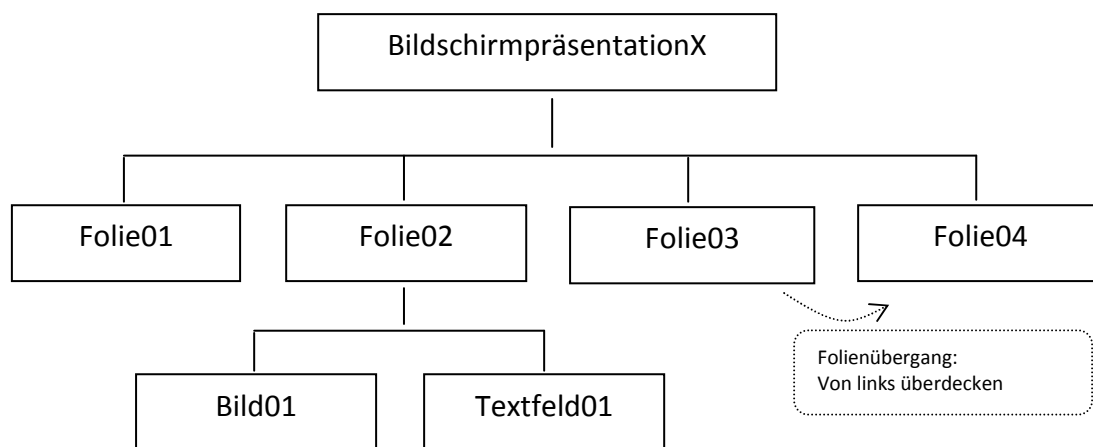 BildschirmpräsentationX
Folie01
Folie02
Folie03
Folie04
Folienübergang:
Von links überdecken
Bild01
Textfeld01